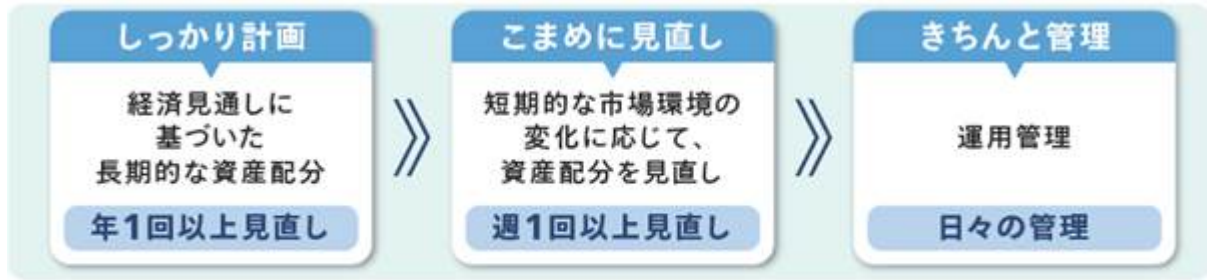 しっかり計画
経済見通しに
基づいた
長期的な資産配分
年1回以上見直し
こまめに見直し
短期的な市場環境の
変化に応じて、
資産配分を見直し
週1回以上見直し
きちんと管理
運用管理
日々の管理